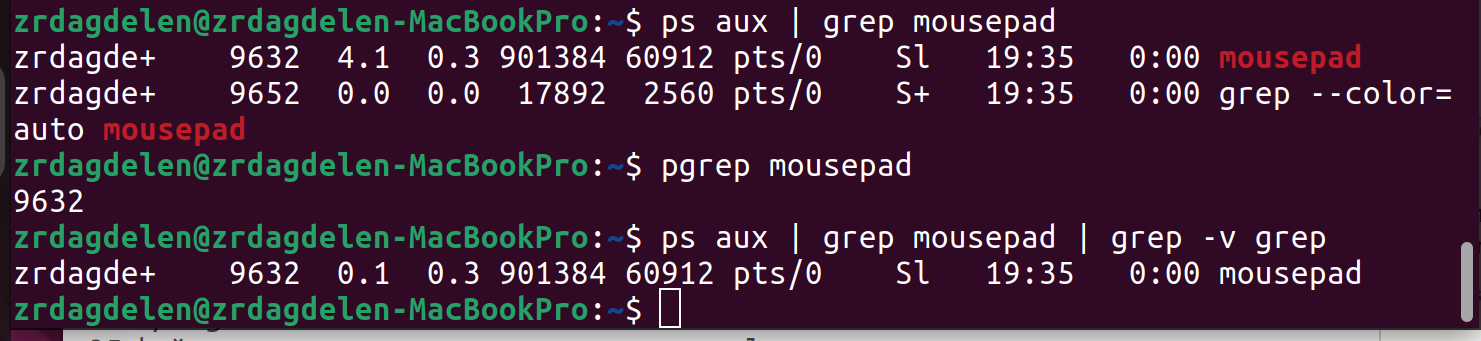 zrdagdelen@zrdagdelen-MacBookPro:~$ ps aux | grep mousepad
zrdagde+    9632  4.1  0.3 901384 60912 pts/0    Sl   19:35   0:00 mousepad
zrdagde+    9652  0.0  0.0  17892  2560 pts/0    S+   19:35   0:00 grep --color=
auto mousepad
zrdagdelen@zrdagdelen-MacBookPro:~$ pgrep mousepad
9632
zrdagdelen@zrdagdelen-MacBookPro:~$ ps aux | grep mousepad | grep -v grep
zrdagde+    9632  0.1  0.3 901384 60912 pts/0    Sl   19:35   0:00 mousepad
zrdagdelen@zrdagdelen-MacBookPro:~$